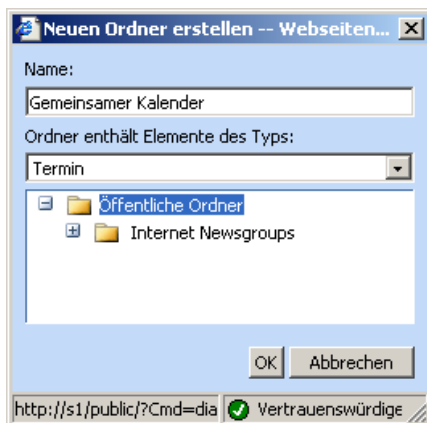 Neuen Ordner erstellen -- Webseiten...
Name:
Gemeinsamer Kalender
Ordner enthält Elemente des Typs:
Termin
Öffentliche Ordner
Internet Newsgroups
OK Abbrechen
http://s1/public/?Cmd=dia Vertrauenswürdige